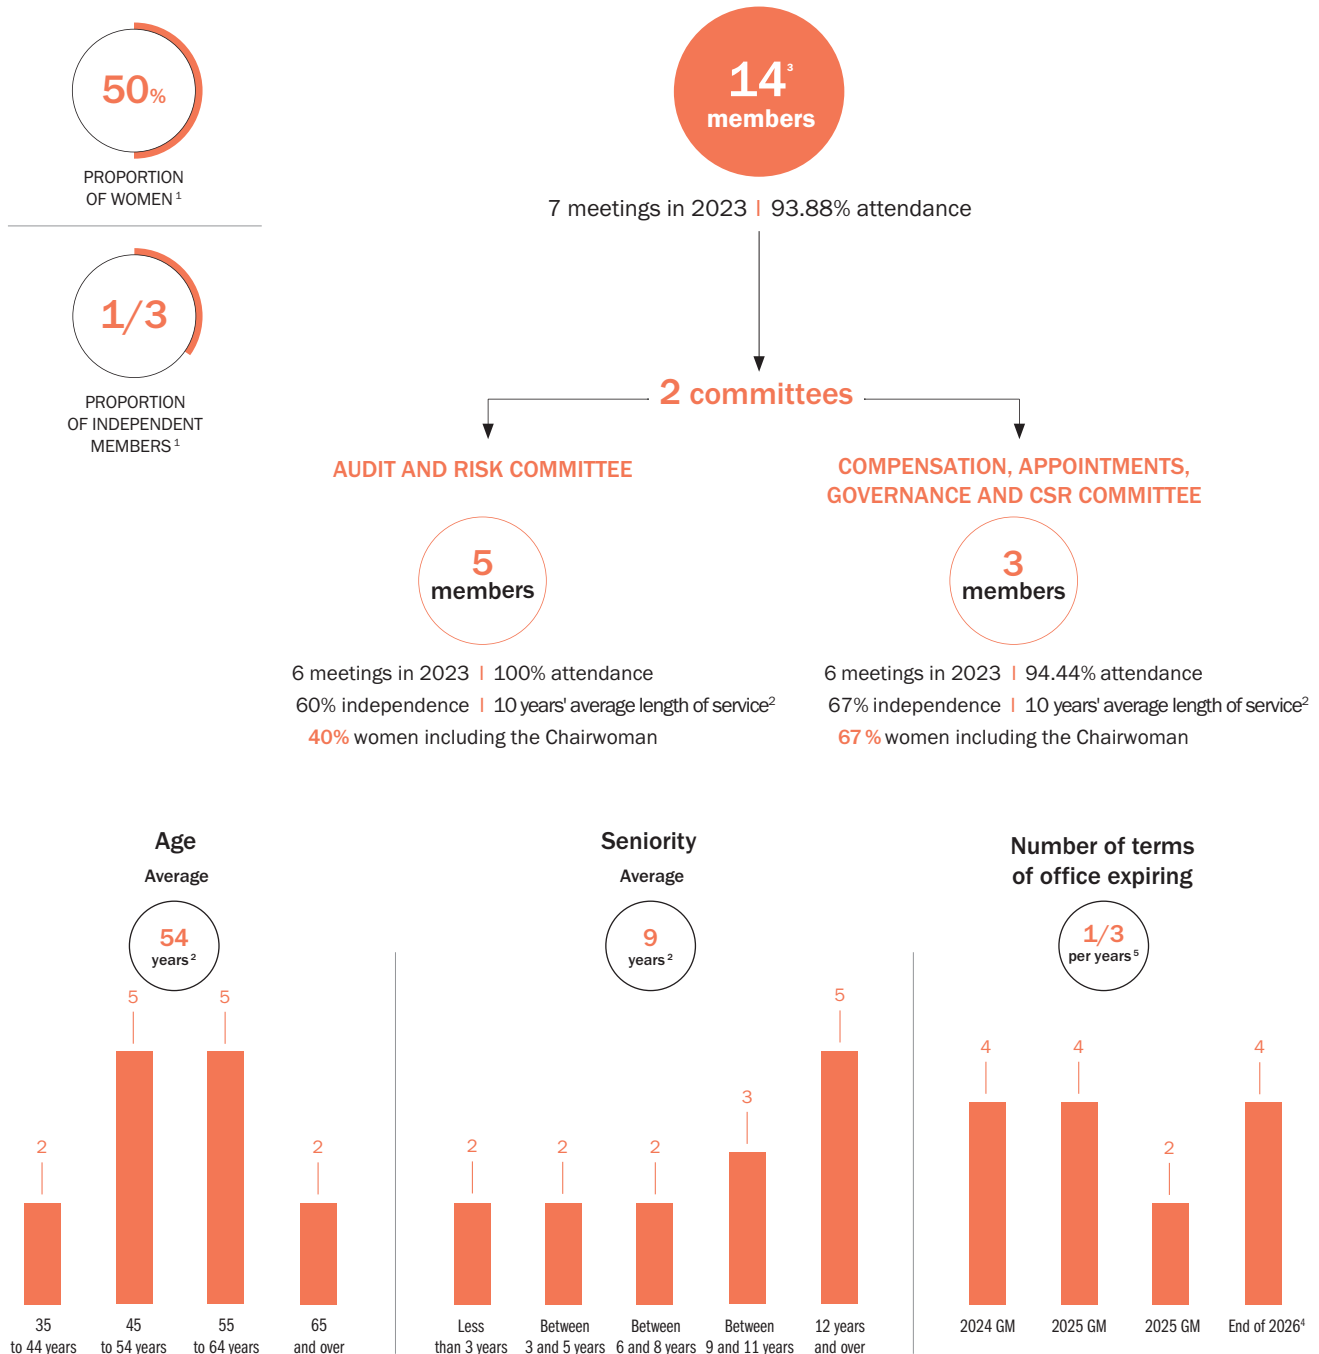 50%
PROPORTION
OF WOMEN 1
1/3
PROPORTION
OF INDEPENDENT
MEMBERS 1
14 3
members
7 meetings in 2023 | 93.88% attendance
2 committees
AUDIT AND RISK COMMITTEE
5
members
6 meetings in 2023 | 100% attendance
60% independence | 10 years' average length of service2
40% women including the Chairwoman
COMPENSATION, APPOINTMENTS,
GOVERNANCE AND CSR COMMITTEE
3
members
6 meetings in 2023 | 94.44% attendance
67% independence | 10 years' average length of service2
67% women including the Chairwoman
Age
Average
54
years 2
2
5
5
2
35
to 44 years
45
to 54 years
55
to 64 years
65
and over
Seniority
Average
9
years 2
2
2
2
3
5
Less
than 3 years
Between
3 and 5 years
Between
6 and 8 years
Between
9 and 11 years
12 years
and over
Number of terms
of office expiring
1/3
per years 5
4
4
2
4
2024 GM
2025 GM
2025 GM
End of 2026 4